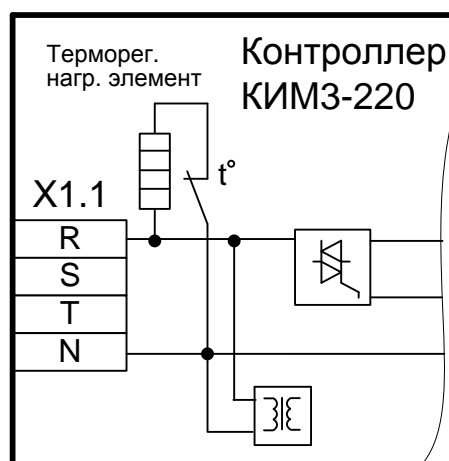 Терморег.
нагр. элемент
Контроллер
КИМ3-220
t°
X1.1
R
S
T
N